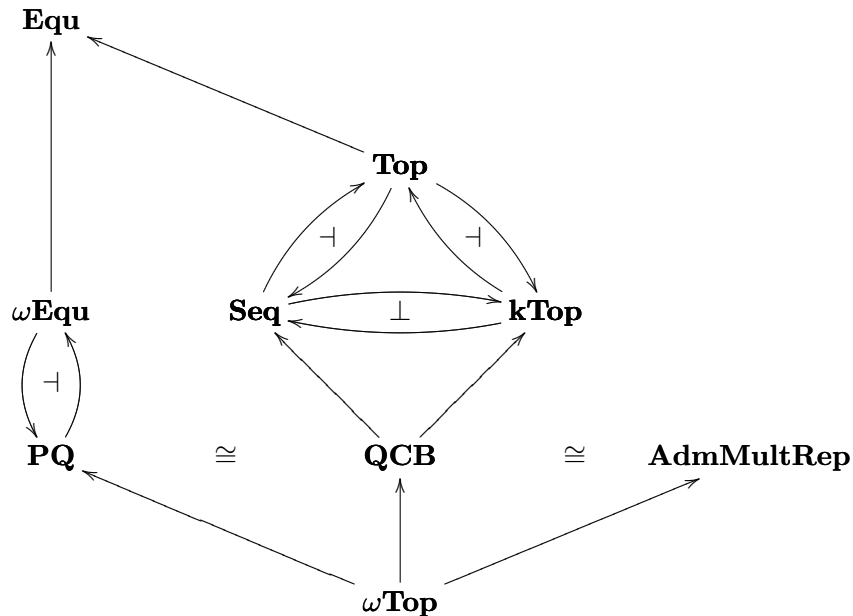 Equ
Top
⊣ ⊣
ωEqu Seq ⊥ kTop
⊣
PQ ≅ QCB ≅ AdmMultRep
ωTop